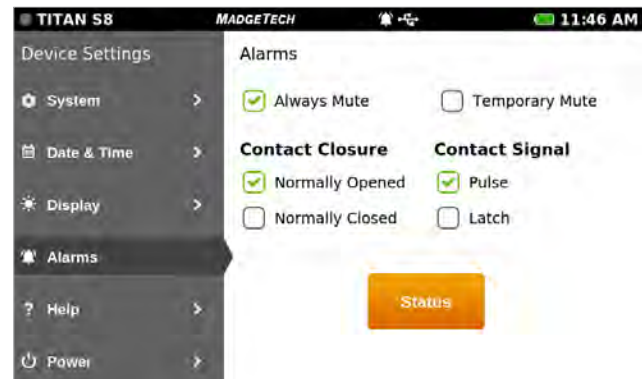 TITAN S8 MADGETECH 11:46 AM
Device Settings
System
Date & Time
Display
Alarms
? Help
Power
Alarms
Always Mute Temporary Mute
Contact Closure Contact Signal
Normally Opened Pulse
Normally Closed Latch
Status